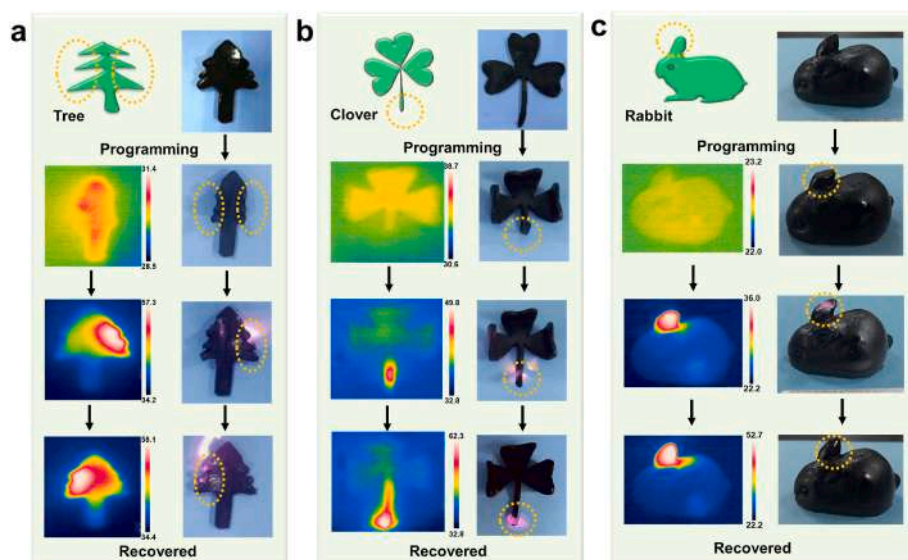 a
Tree
Programming
31.4
28.5
57.3
34.2
55.1
34.4
Recovered
b
Clover
Programming
38.7
30.6
49.8
32.8
62.3
32.8
Recovered
c
Rabbit
Programming
23.2
22.0
36.0
22.2
52.7
22.2
Recovered